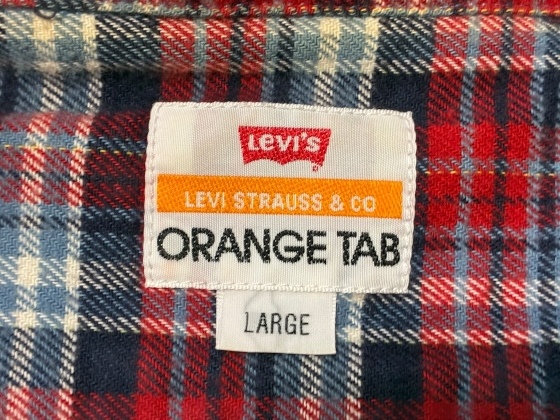 Levi's
LEVI STRAUSS & CO
ORANGE TAB
LARGE